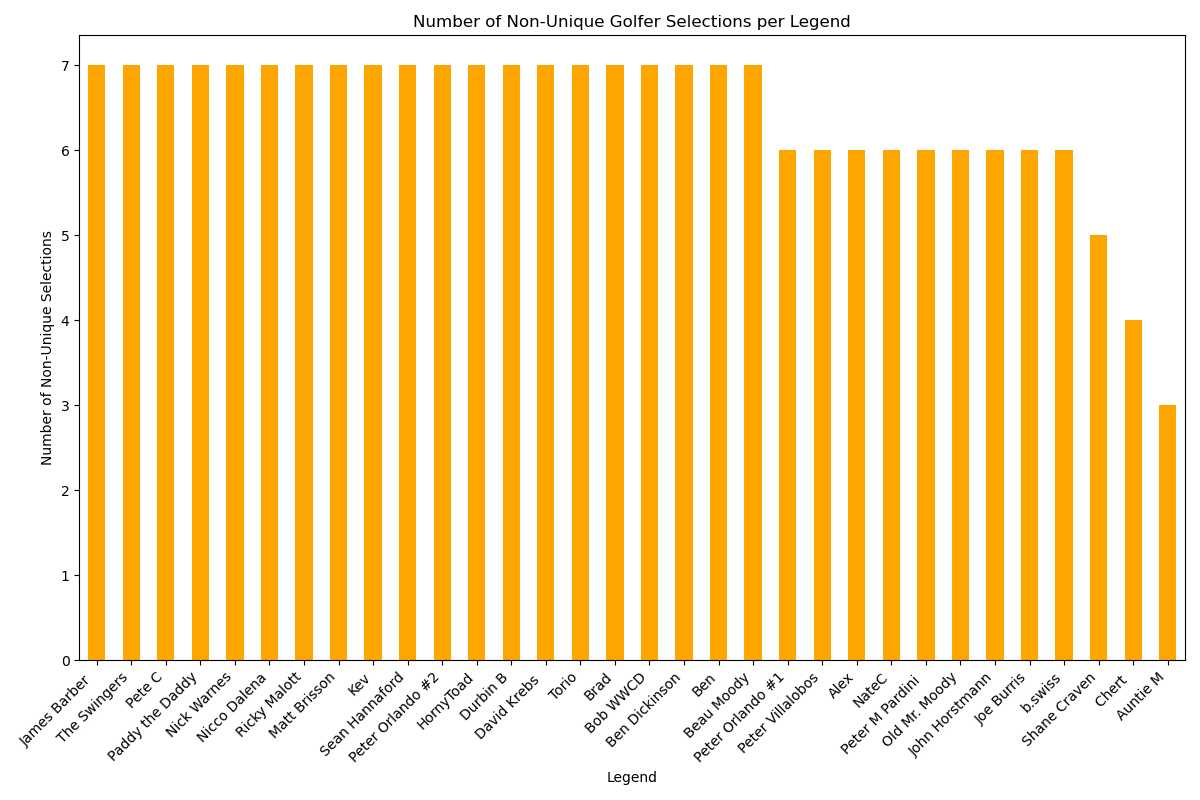 Number of Non-Unique Golfer Selections per Legend
Number of Non-Unique Selections
7
6
5
4
3
2
1
0
James Barber
The Swingers
Pete C
Paddy the Daddy
Nick Warnes
Nicco Dalena
Ricky Malott
Matt Brisson
Kev
Sean Hannaford
Peter Orlando #2
HornyToad
Durbin B
David Krebs
Torio
Brad
Bob WWCD
Ben Dickinson
Ben
Beau Moody
Peter Orlando #1
Peter Villalobos
Alex
NateC
Peter M Pardini
Old Mr. Moody
John Horstmann
Joe Burris
b.swiss
Shane Craven
Chert
Auntie M
Legend